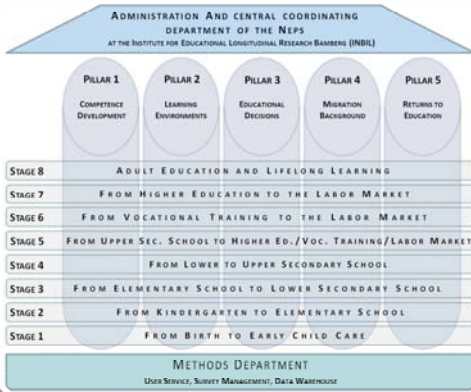 ADMINISTRATION AND CENTRAL COORDINATING
DEPARTMENT OF THE NEPS
AT THE INSTITUTE FOR EDUCATIONAL LONGITUDINAL RESEARCH BAMBERG (INBIL)
PILLAR 1
COMPETENCE
DEVELOPMENT
PILLAR 2
LEARNING
ENVIRONMENTS
PILLAR 3
EDUCATIONAL
DECISIONS
PILLAR 4
MIGRATION
BACKGROUND
PILLAR 5
RETURNS TO
EDUCATION
STAGE 8 ADULT EDUCATION AND LIFELONG LEARNING
STAGE 7 FROM HIGHER EDUCATION TO THE LABOR MARKET
STAGE 6 FROM VOCATIONAL TRAINING TO THE LABOR MARKET
STAGE 5 FROM UPPER SEC. SCHOOL TO HIGHER ED./VOC. TRAINING/LABOR MARKET
STAGE 4 FROM LOWER TO UPPER SECONDARY SCHOOL
STAGE 3 FROM ELEMENTARY SCHOOL TO LOWER SECONDARY SCHOOL
STAGE 2 FROM KINDERGARTEN TO ELEMENTARY SCHOOL
STAGE 1 FROM BIRTH TO EARLY CHILD CARE
METHODS DEPARTMENT
USER SERVICE, SURVEY MANAGEMENT, DATA WAREHOUSE